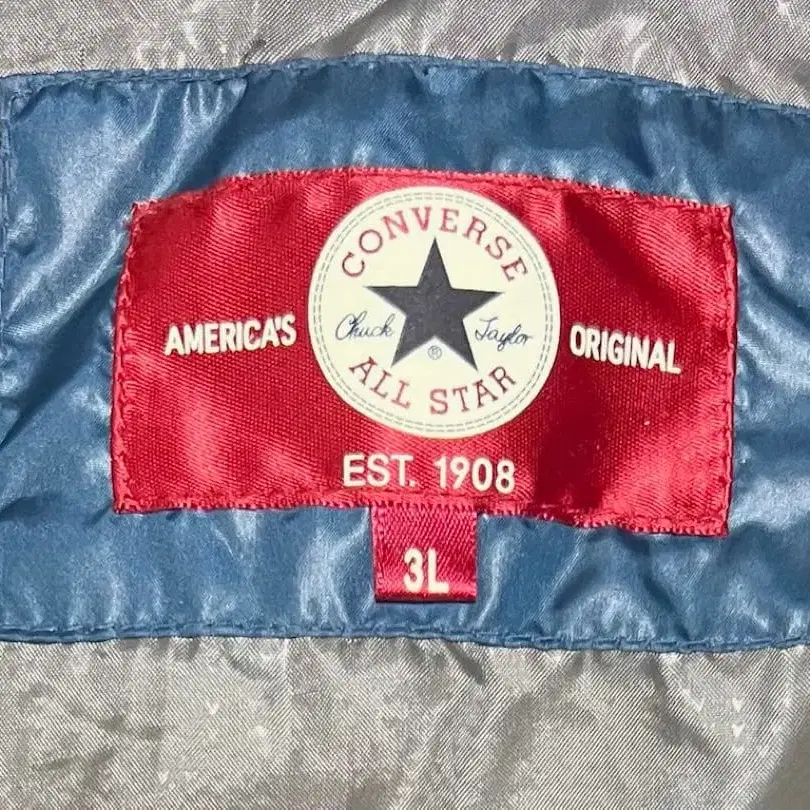 CONVERSE
AMERICA'S Chuck Taylor ORIGINAL
®
ALL STAR
EST. 1908
3L